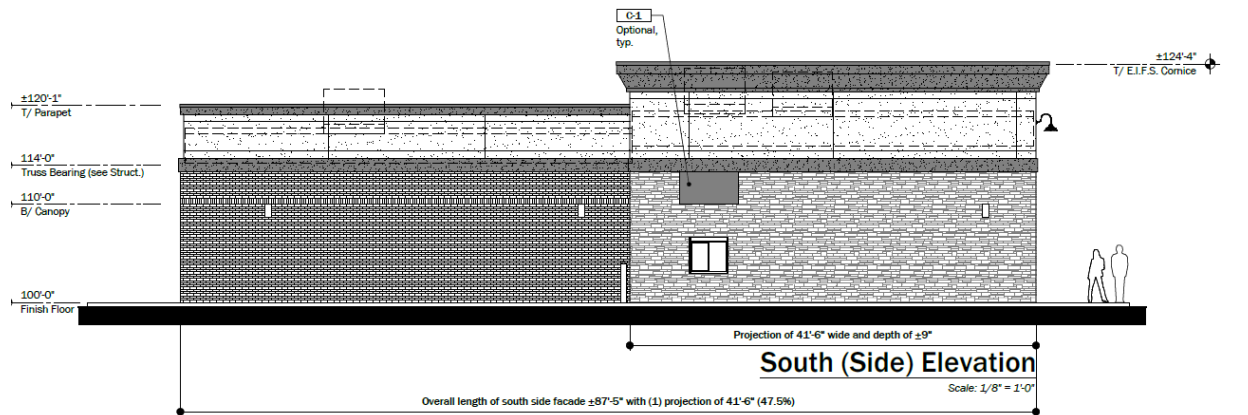 C-1
Optional,
typ.
±124'-4"
T/ E.I.F.S. Cornice
±120'-1"
T/ Parapet
114'-0"
Truss Bearing (see Struct.)
110'-0"
B/ Canopy
100'-0"
Finish Floor
Projection of 41'-6" wide and depth of ±9"
South (Side) Elevation
Scale: 1/8" = 1'-0"
Overall length of south side facade ±87'-5" with (1) projection of 41'-6" (47.5%)